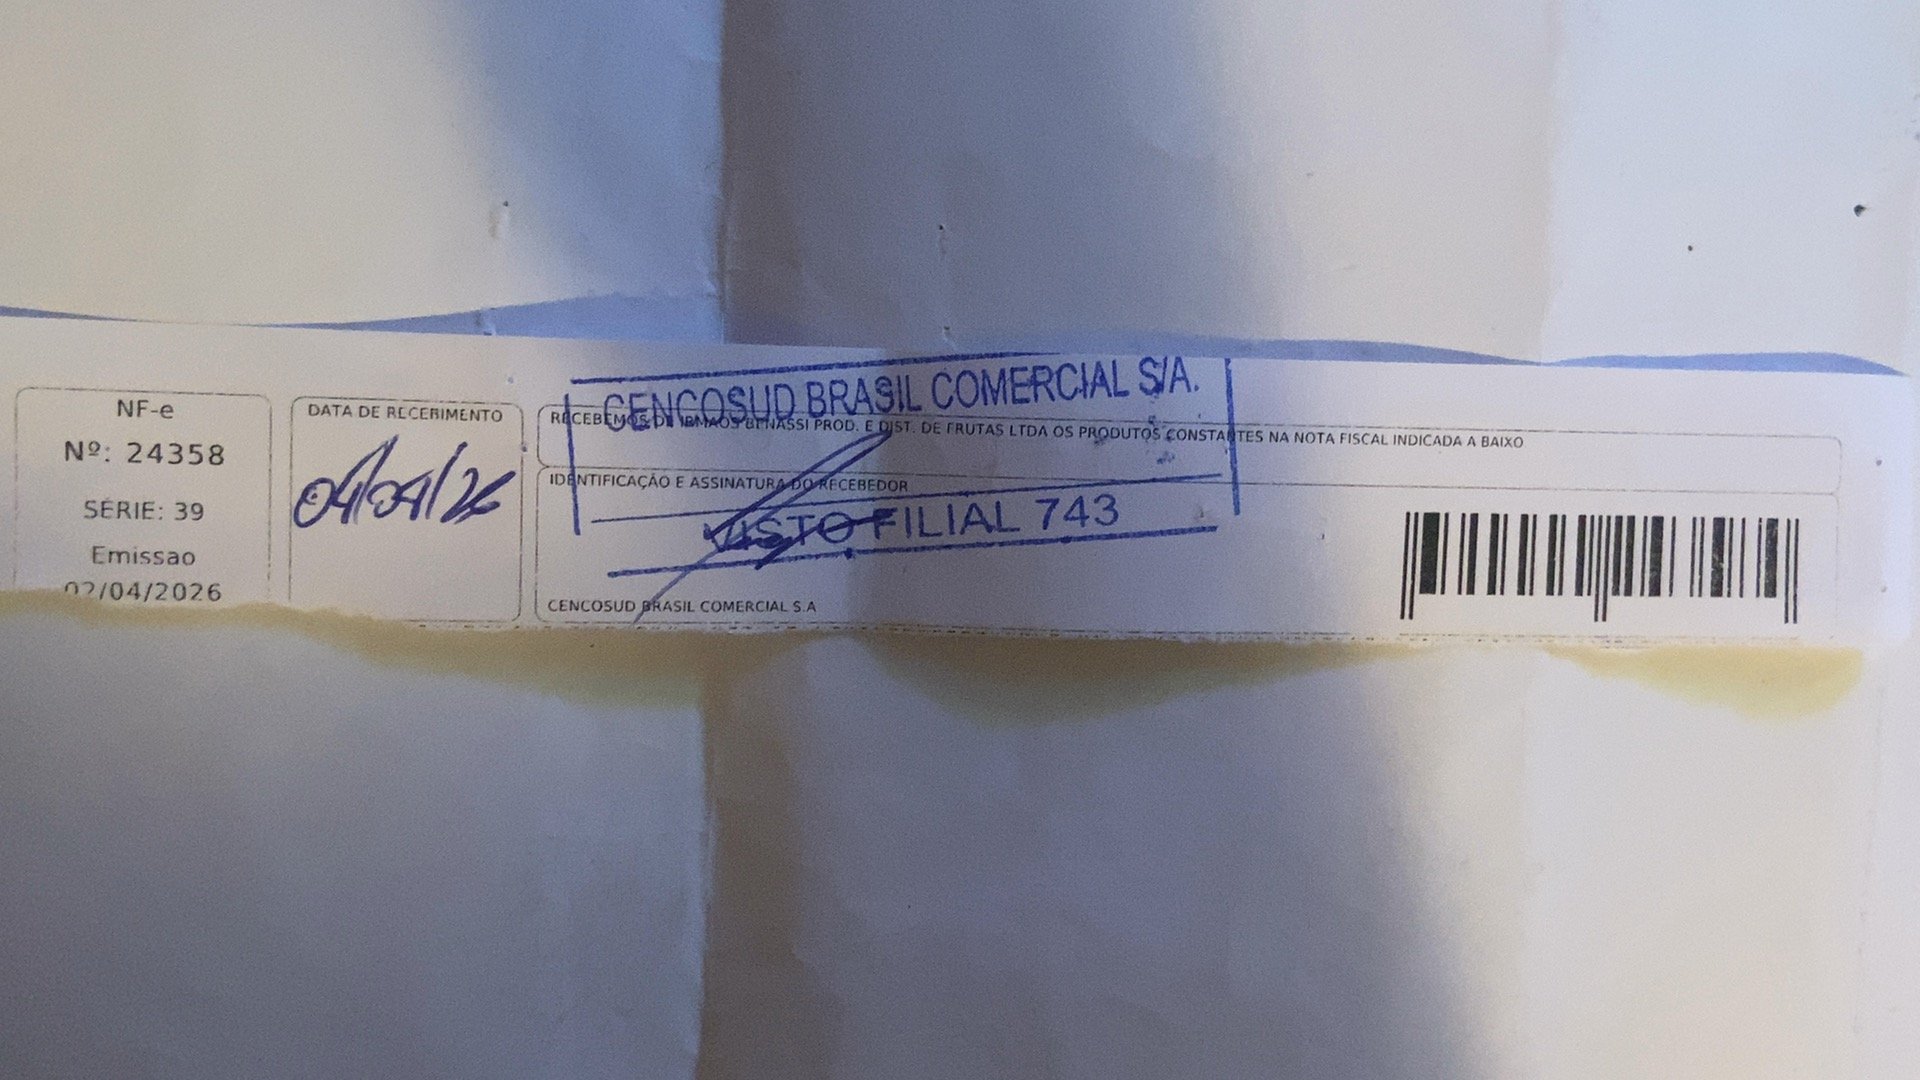 NF-e
Nº: 24358
SÉRIE: 39
Emissao
02/04/2026
DATA DE RECEBIMENTO
04/04/26
CENCOSUD BRASIL COMERCIAL S/A.
RECEBEMOS DE IRMAOS BENASSI PROD. E DIST. DE FRUTAS LTDA OS PRODUTOS CONSTANTES NA NOTA FISCAL INDICADA A BAIXO
IDENTIFICAÇÃO E ASSINATURA DO RECEBEDOR
VISTO FILIAL 743
CENCOSUD BRASIL COMERCIAL S.A